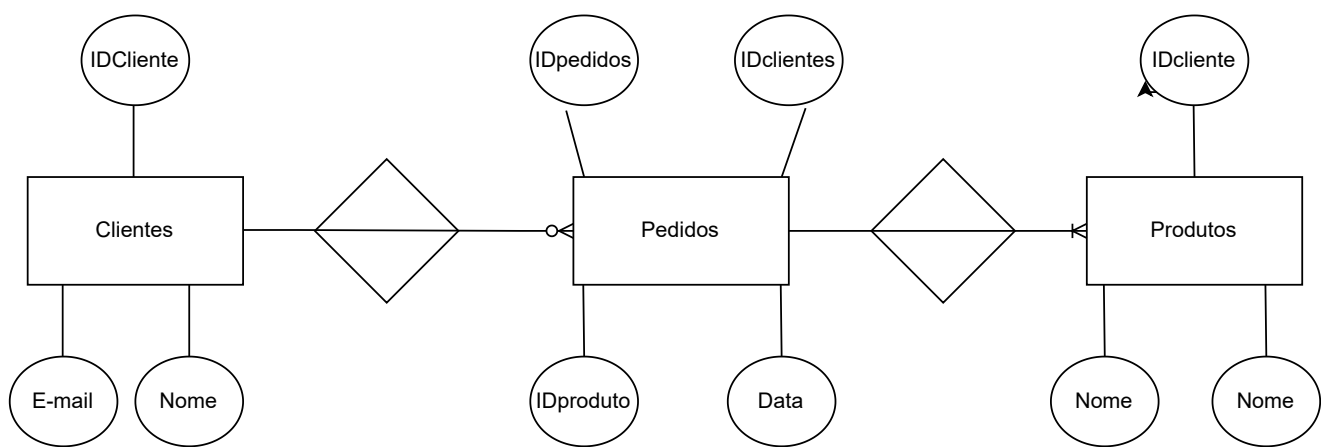 IDCliente
IDpedidos
IDclientes
IDcliente
Clientes
Pedidos
Produtos
E-mail
Nome
IDproduto
Data
Nome
Nome